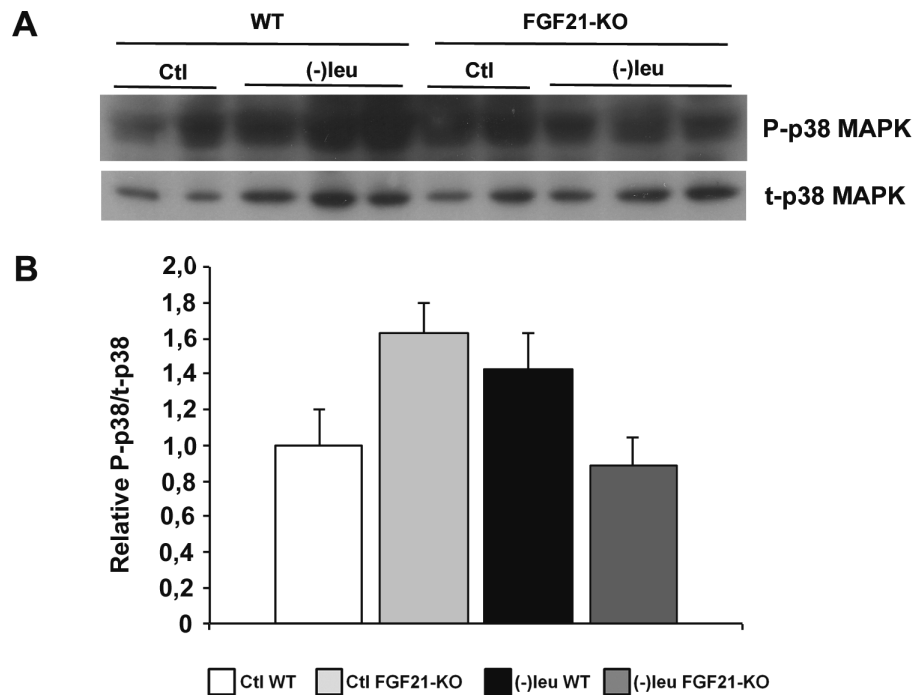 A
WT FGF21-KO
Ctl (-)leu Ctl (-)leu
P-p38 MAPK
t-p38 MAPK
B
Relative P-p38/t-p38
2,0
1,8
1,6
1,4
1,2
1,0
0,8
0,6
0,4
0,2
0
Ctl WT Ctl FGF21-KO (-)leu WT (-)leu FGF21-KO